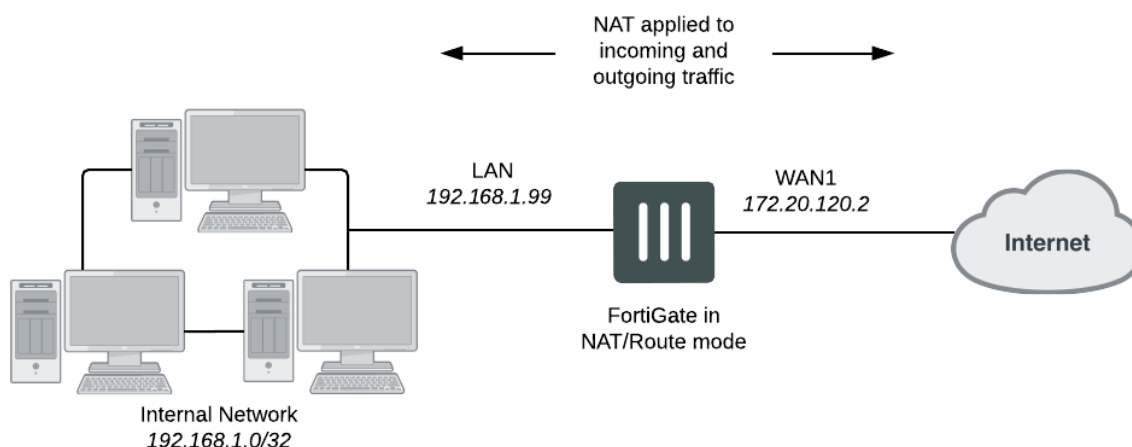 NAT applied to
incoming and
outgoing traffic
LAN
192.168.1.99
WAN1
172.20.120.2
Internet
FortiGate in
NAT/Route mode
Internal Network
192.168.1.0/32